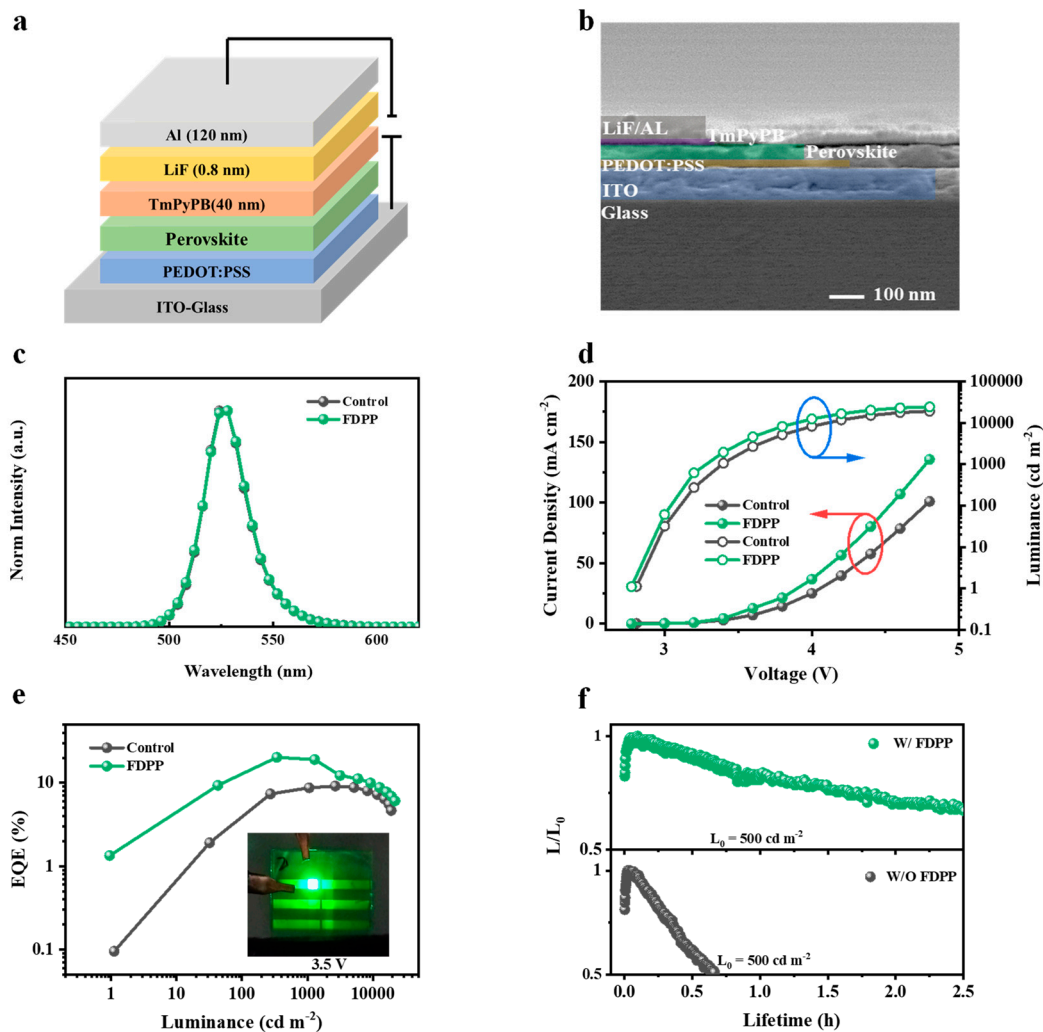 a
Al (120 nm)
LiF (0.8 nm)
TmPyPB(40 nm)
Perovskite
PEDOT:PSS
ITO-Glass
b
LiF/AL
TmPyPB
Perovskite
PEDOT:PSS
ITO
Glass
100 nm
c
Norm Intensity (a.u.)
Control
FDPP
450
500
550
600
Wavelength (nm)
d
Current Density (mA cm⁻²)
200
175
150
125
100
75
50
25
0
Control
FDPP
Control
FDPP
100000
10000
1000
100
10
1
0.1
Luminance (cd m⁻²)
3
4
5
Voltage (V)
e
EQE (%)
10
1
0.1
Control
FDPP
3.5 V
1
10
100
1000
10000
Luminance (cd m⁻²)
f
L/L₀
1
0.5
W/ FDPP
L₀ = 500 cd m⁻²
1
0.5
W/O FDPP
L₀ = 500 cd m⁻²
0.0
0.5
1.0
1.5
2.0
2.5
Lifetime (h)